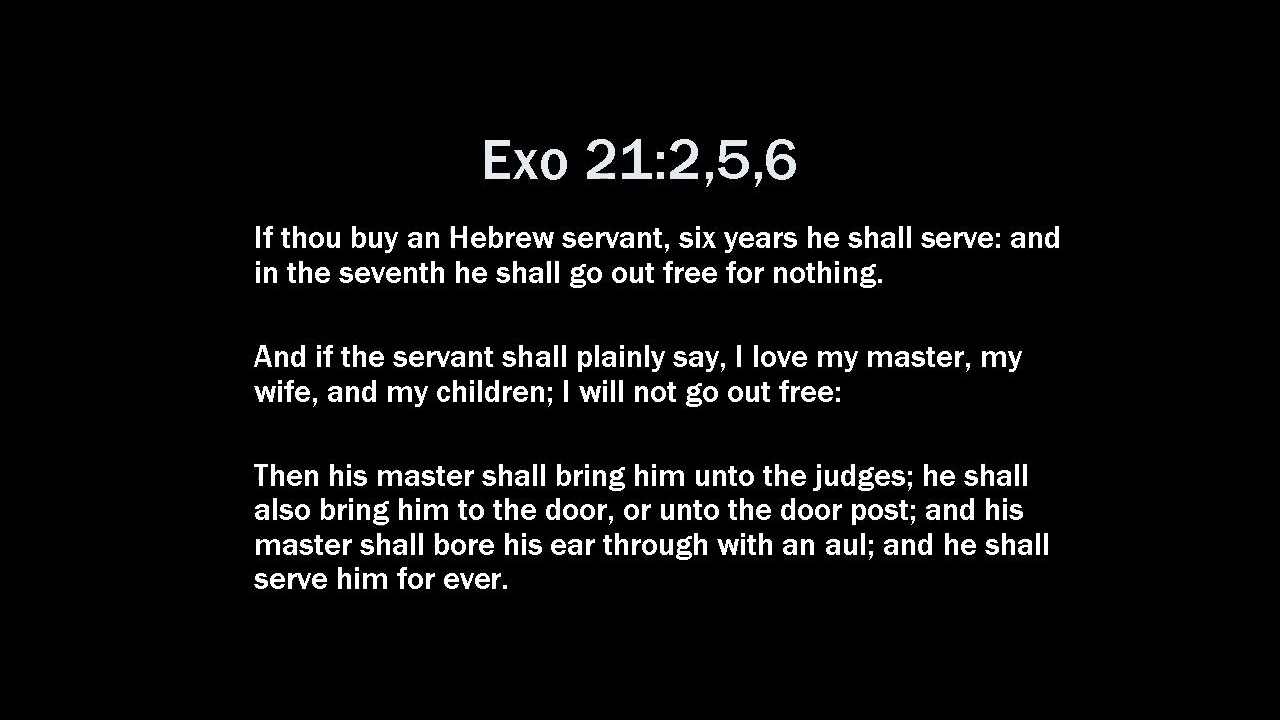 Exo 21:2,5,6
If thou buy an Hebrew servant, six years he shall serve: and
in the seventh he shall go out free for nothing.
And if the servant shall plainly say, I love my master, my
wife, and my children; I will not go out free:
Then his master shall bring him unto the judges; he shall
also bring him to the door, or unto the door post; and his
master shall bore his ear through with an aul; and he shall
serve him for ever.